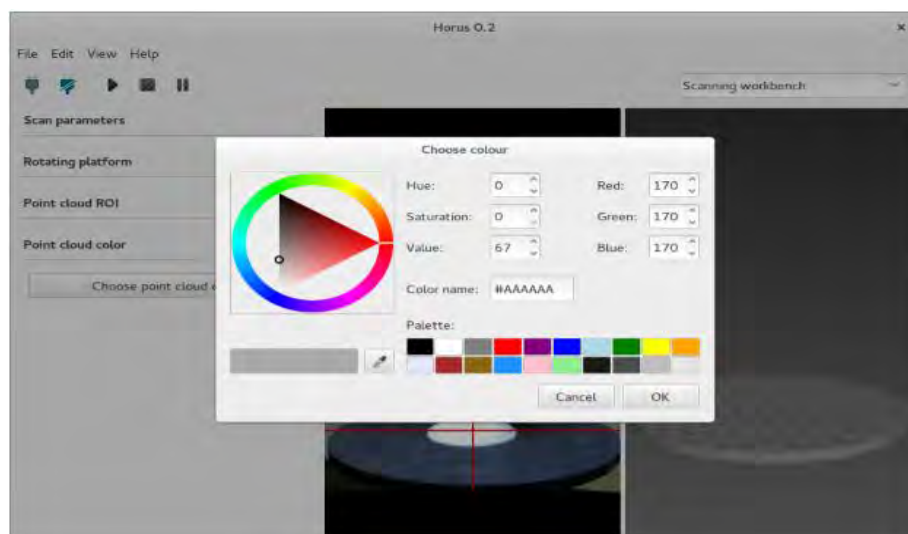 Horus 0.2
File Edit View Help
Scanning workbench
Scan parameters
Rotating platform
Point cloud ROI
Point cloud color
Choose point cloud
Choose colour
Hue: 0 Red: 170
Saturation: 0 Green: 170
Value: 67 Blue: 170
Color name: #AAAAAA
Palette:
Cancel OK